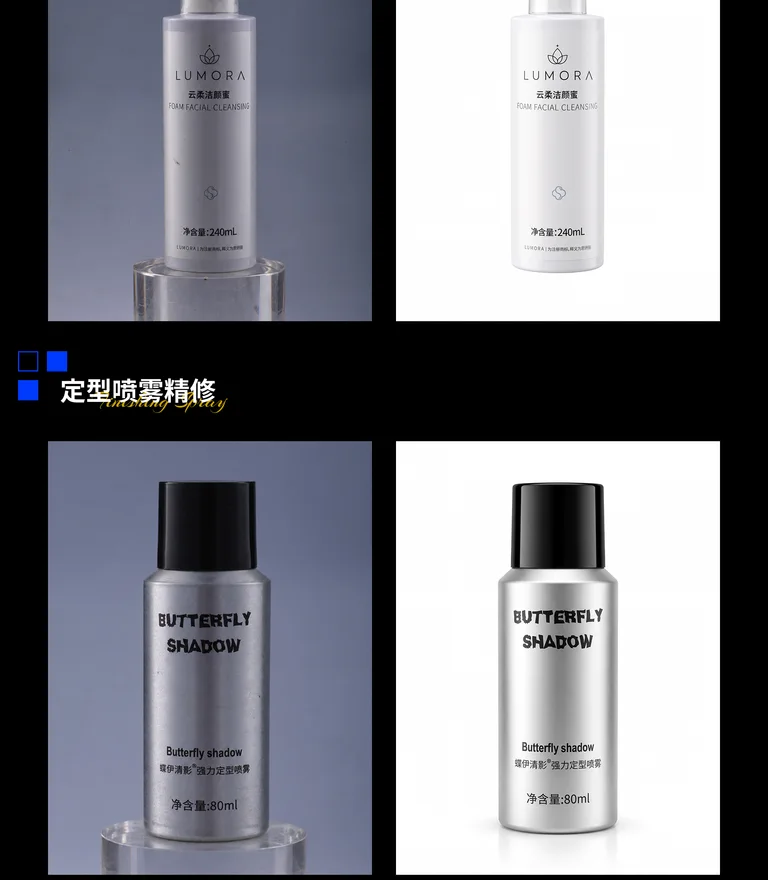 LUMORA
云柔洁颜蜜
FOAM FACIAL CLEANSING
净含量:240mL
LUMORA
云柔洁颜蜜
FOAM FACIAL CLEANSING
净含量:240mL
定型喷雾精修
Finishing Spray
BUTTERFLY
SHADOW
Butterfly shadow
蝶伊清影®强力定型喷雾
净含量:80ml
BUTTERFLY
SHADOW
Butterfly shadow
蝶伊清影®强力定型喷雾
净含量:80ml